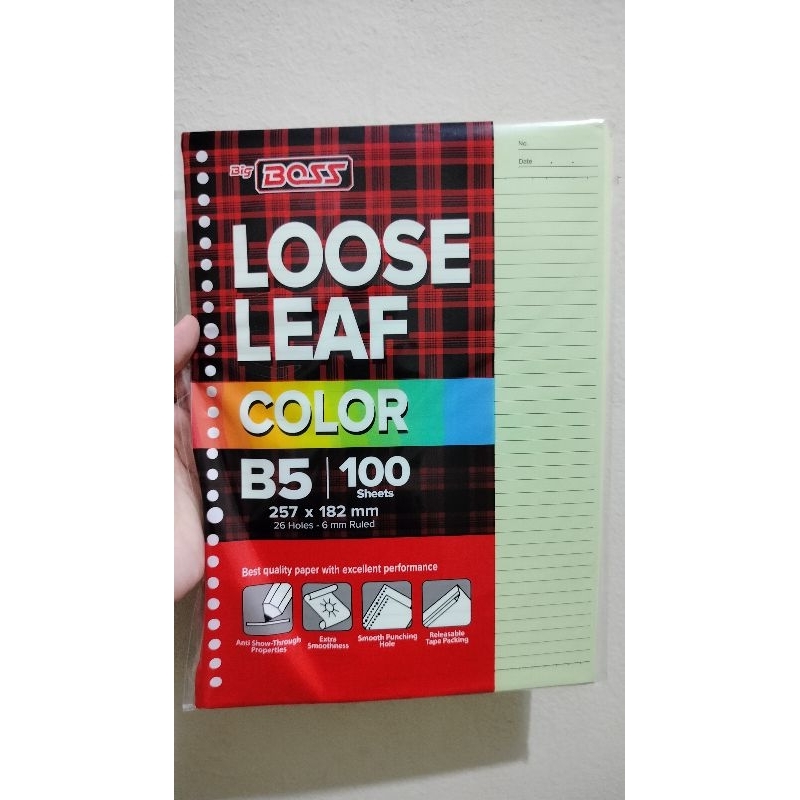 Big BOSS
No.
Date . .
LOOSE
LEAF
COLOR
B5 | 100
Sheets
257 x 182 mm
26 Holes - 6 mm Ruled
Best quality paper with excellent performance
Anti Show-Through
Properties
Extra
Smoothness
Smooth Punching
Hole
Releasable
Tape Packing